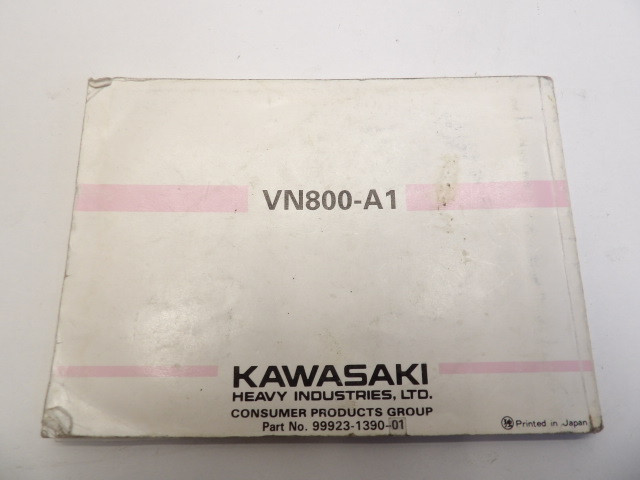 VN800-A1
KAWASAKI
HEAVY INDUSTRIES, LTD.
CONSUMER PRODUCTS GROUP
Part No. 99923-1390-01
Printed in Japan